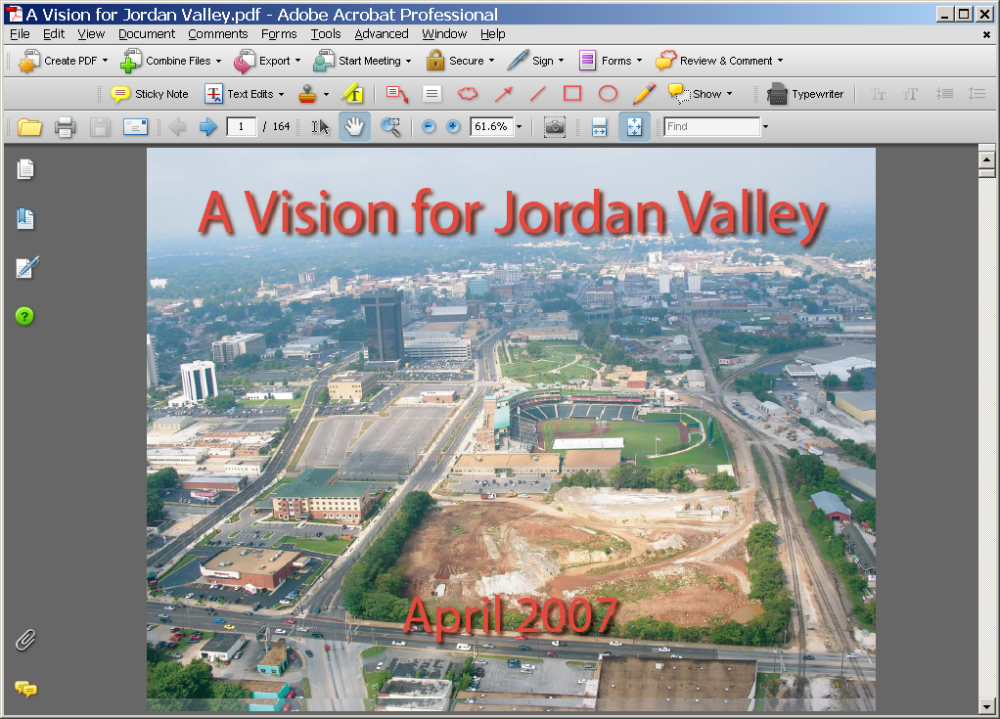 A Vision for Jordan Valley.pdf - Adobe Acrobat Professional
File Edit View Document Comments Forms Tools Advanced Window Help
Create PDF Combine Files Export Start Meeting Secure Sign Forms Review & Comment
Sticky Note Text Edits Show Typewriter
1 / 164 61.6% Find
A Vision for Jordan Valley
April 2007